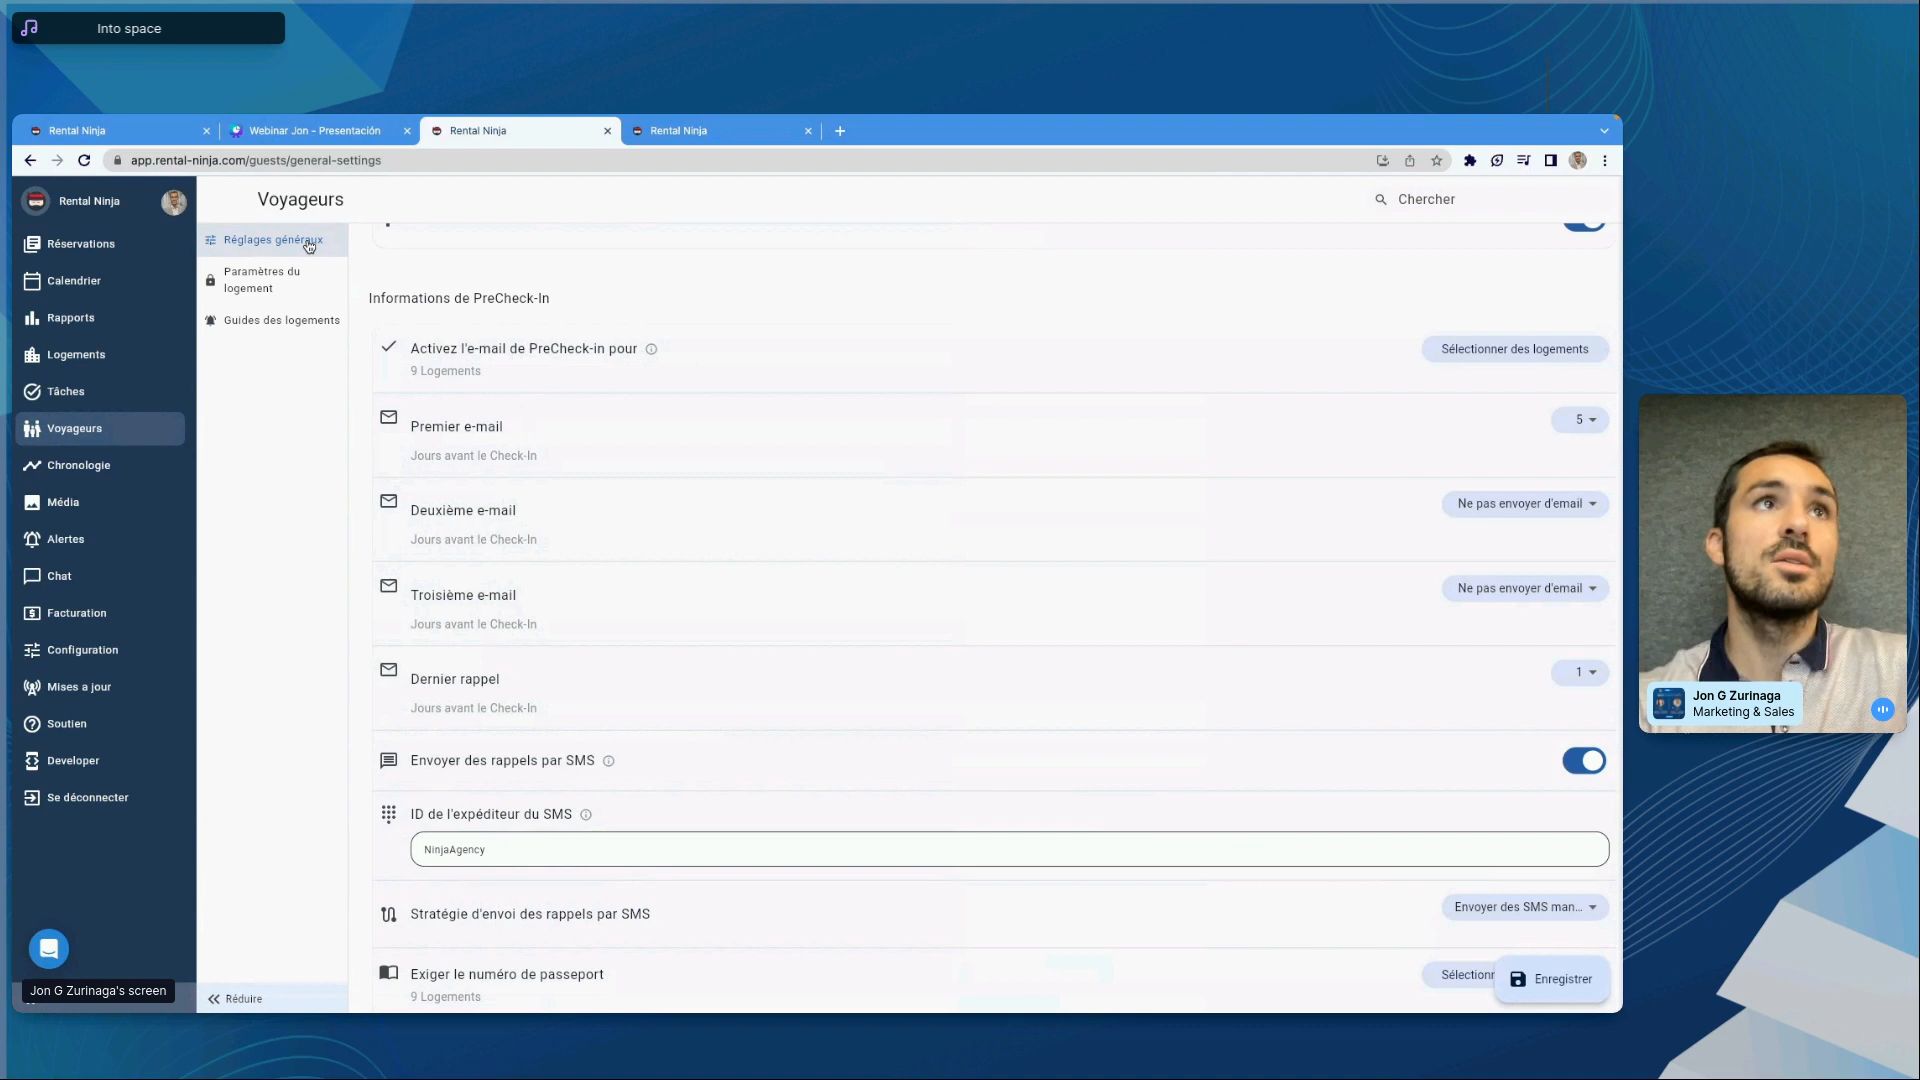 Into space
Rental Ninja
Webinar Jon - Presentación
Rental Ninja
Rental Ninja
app.rental-ninja.com/guests/general-settings
Rental Ninja
Voyageurs
Chercher
Réservations
Calendrier
Rapports
Logements
Tâches
Voyageurs
Chronologie
Média
Alertes
Chat
Facturation
Configuration
Mises a jour
Soutien
Developer
Se déconnecter
Jon G Zurinaga's screen
Réglages généraux
Paramètres du
logement
Guides des logements
Réduire
Informations de PreCheck-In
Activez l'e-mail de PreCheck-in pour
9 Logements
Sélectionner des logements
Premier e-mail
Jours avant le Check-In
5
Deuxième e-mail
Jours avant le Check-In
Ne pas envoyer d'email
Troisième e-mail
Jours avant le Check-In
Ne pas envoyer d'email
Dernier rappel
Jours avant le Check-In
1
Envoyer des rappels par SMS
ID de l'expéditeur du SMS
NinjaAgency
Stratégie d'envoi des rappels par SMS
Envoyer des SMS man...
Exiger le numéro de passeport
9 Logements
Sélectionn
Enregistrer
Jon G Zurinaga
Marketing & Sales